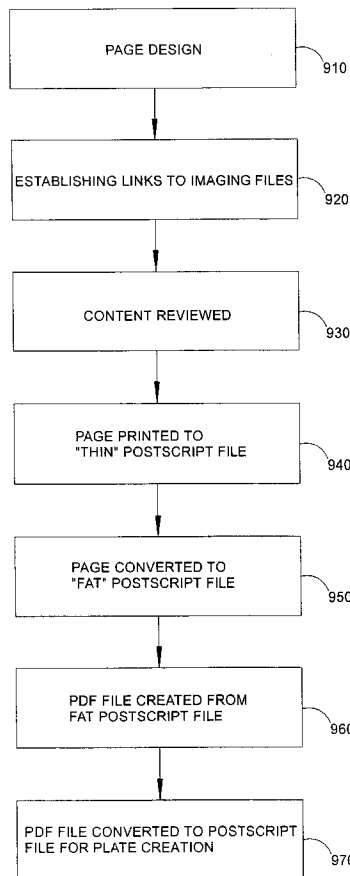 PAGE DESIGN
910
ESTABLISHING LINKS TO IMAGING FILES
920
CONTENT REVIEWED
930
PAGE PRINTED TO
"THIN" POSTSCRIPT FILE
940
PAGE CONVERTED TO
"FAT" POSTSCRIPT FILE
950
PDF FILE CREATED FROM
FAT POSTSCRIPT FILE
960
PDF FILE CONVERTED TO POSTSCRIPT
FILE FOR PLATE CREATION
970